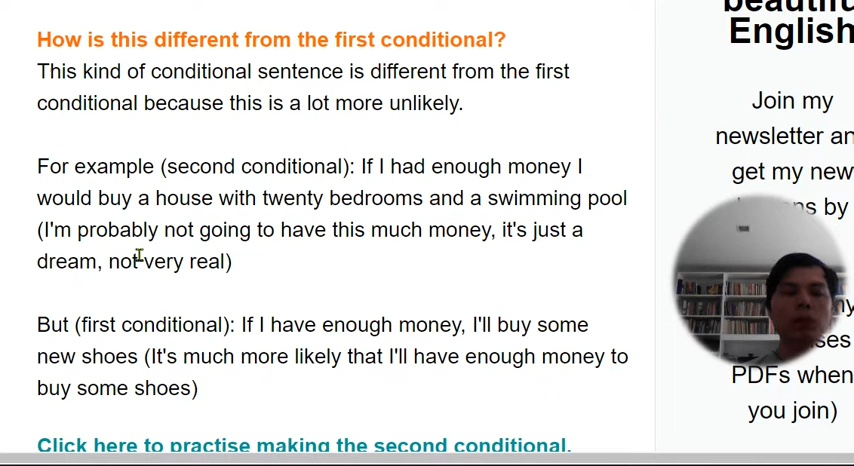 How is this different from the first conditional?
This kind of conditional sentence is different from the first
conditional because this is a lot more unlikely.
For example (second conditional): If I had enough money I
would buy a house with twenty bedrooms and a swimming pool
(I'm probably not going to have this much money, it's just a
dream, not very real)
But (first conditional): If I have enough money, I'll buy some
new shoes (It's much more likely that I'll have enough money to
buy some shoes)
Click here to practise making the second conditional.
beautiful
English
Join my
newsletter an
get my new
by
PDFs when
you join)